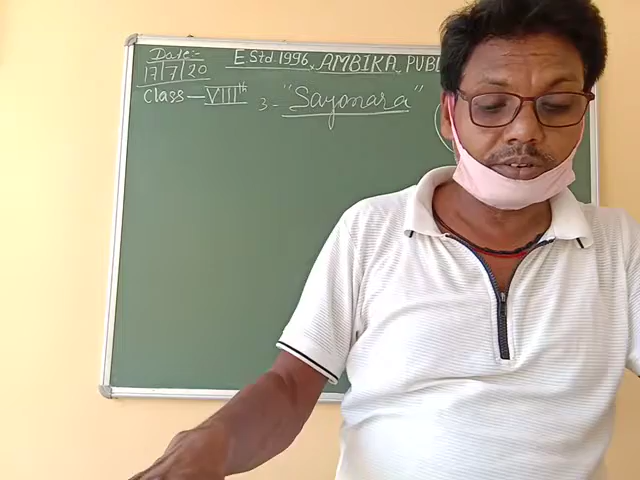 Date:-
17/7/20
Estd. 1996, AMBIKA PUBL
Class-VIIIth
3- "Sayonara"